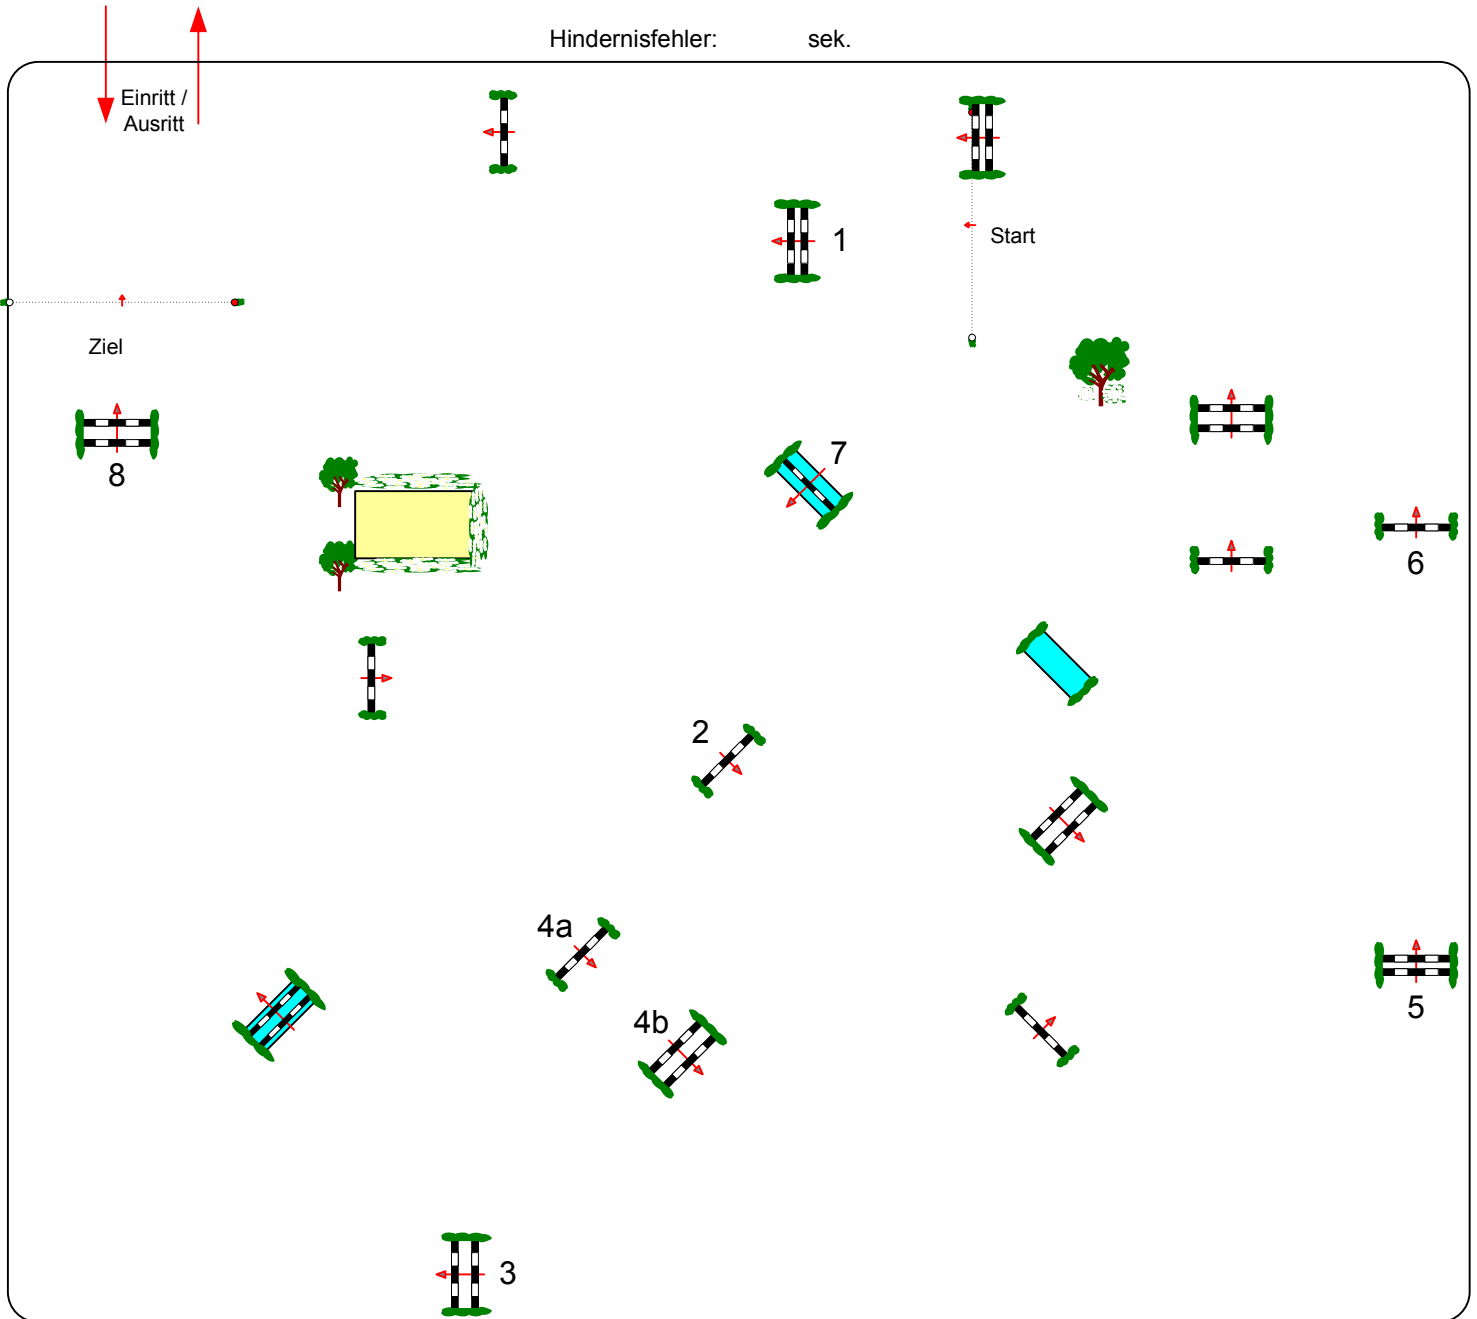 Hindernisfehler: sek.
Einritt /
Ausritt
1
Start
Ziel
7
8
6
2
4a
4b
5
3